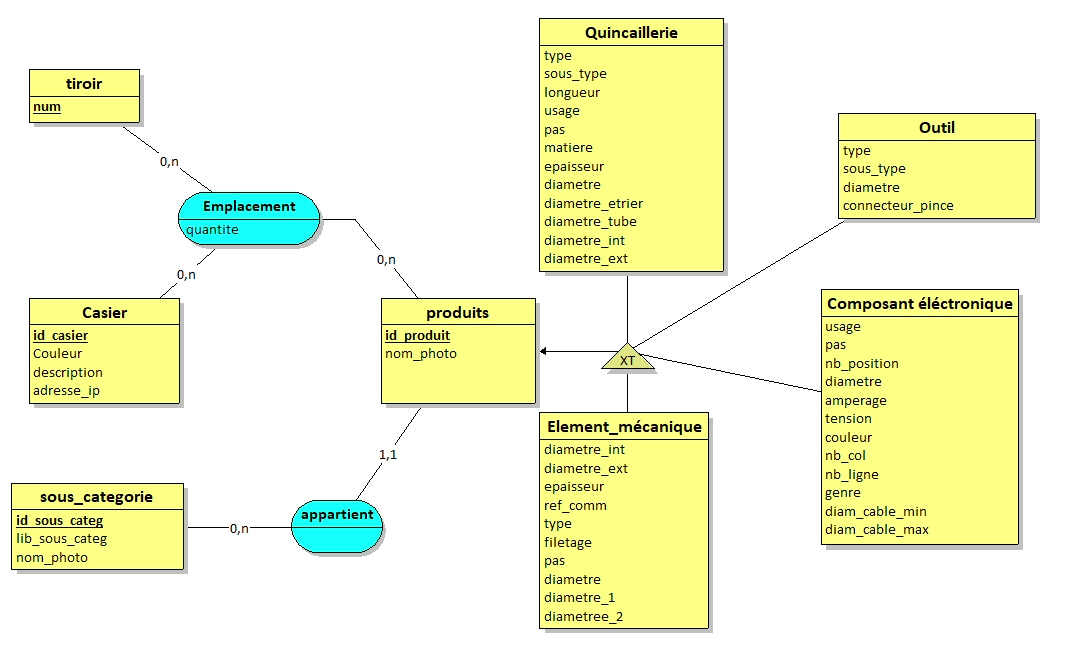 tiroir
num
0,n
Emplacement
quantite
0,n
0,n
Casier
id_casier
Couleur
description
adresse_ip
produits
id_produit
nom_photo
1,1
sous_categorie
id_sous_categ
lib_sous_categ
nom_photo
0,n
appartient
Quincaillerie
type
sous_type
longueur
usage
pas
matiere
epaisseur
diametre
diametre_etrier
diametre_tube
diametre_int
diametre_ext
XT
Element_mécanique
diametre_int
diametre_ext
epaisseur
ref_comm
type
filetage
pas
diametre
diametre_1
diametree_2
Outil
type
sous_type
diametre
connecteur_pince
Composant éléctronique
usage
pas
nb_position
diametre
amperage
tension
couleur
nb_col
nb_ligne
genre
diam_cable_min
diam_cable_max